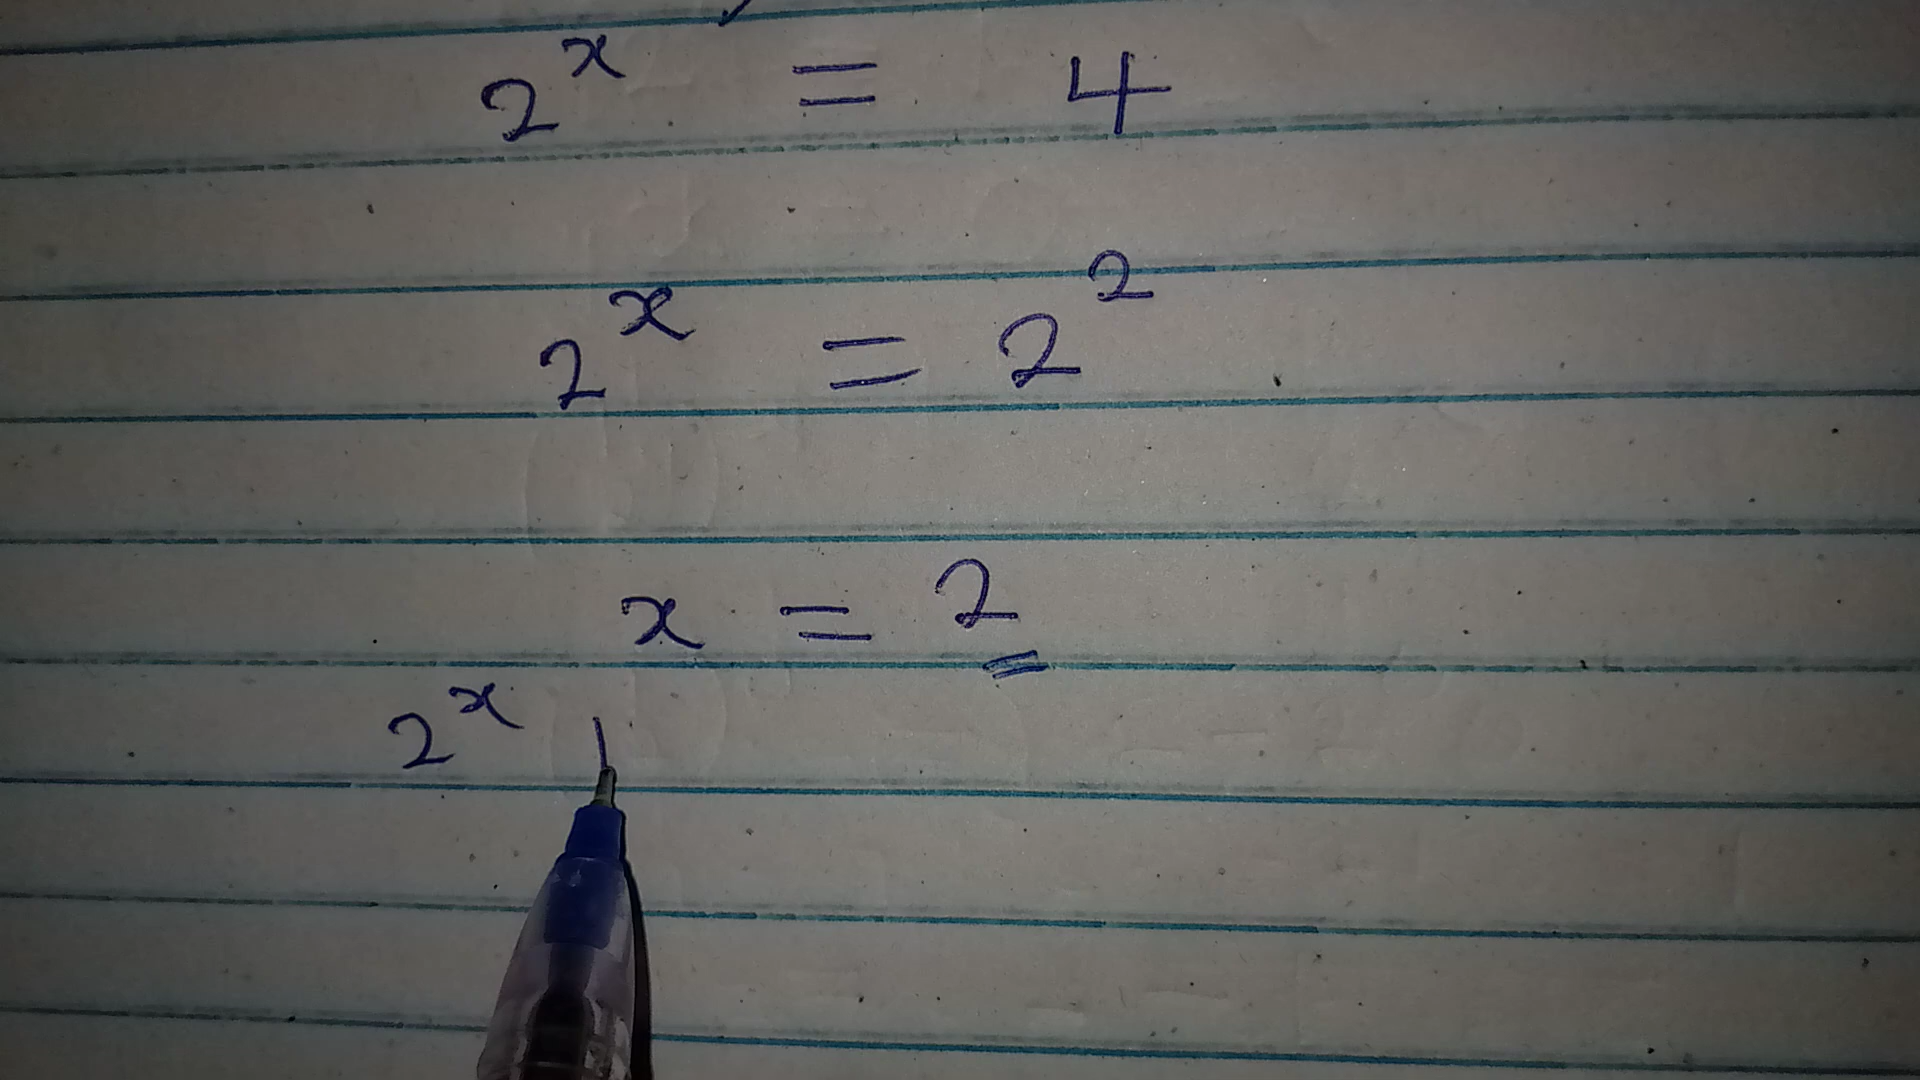 2^x = 4
2^x = 2^2
x = 2
2^x